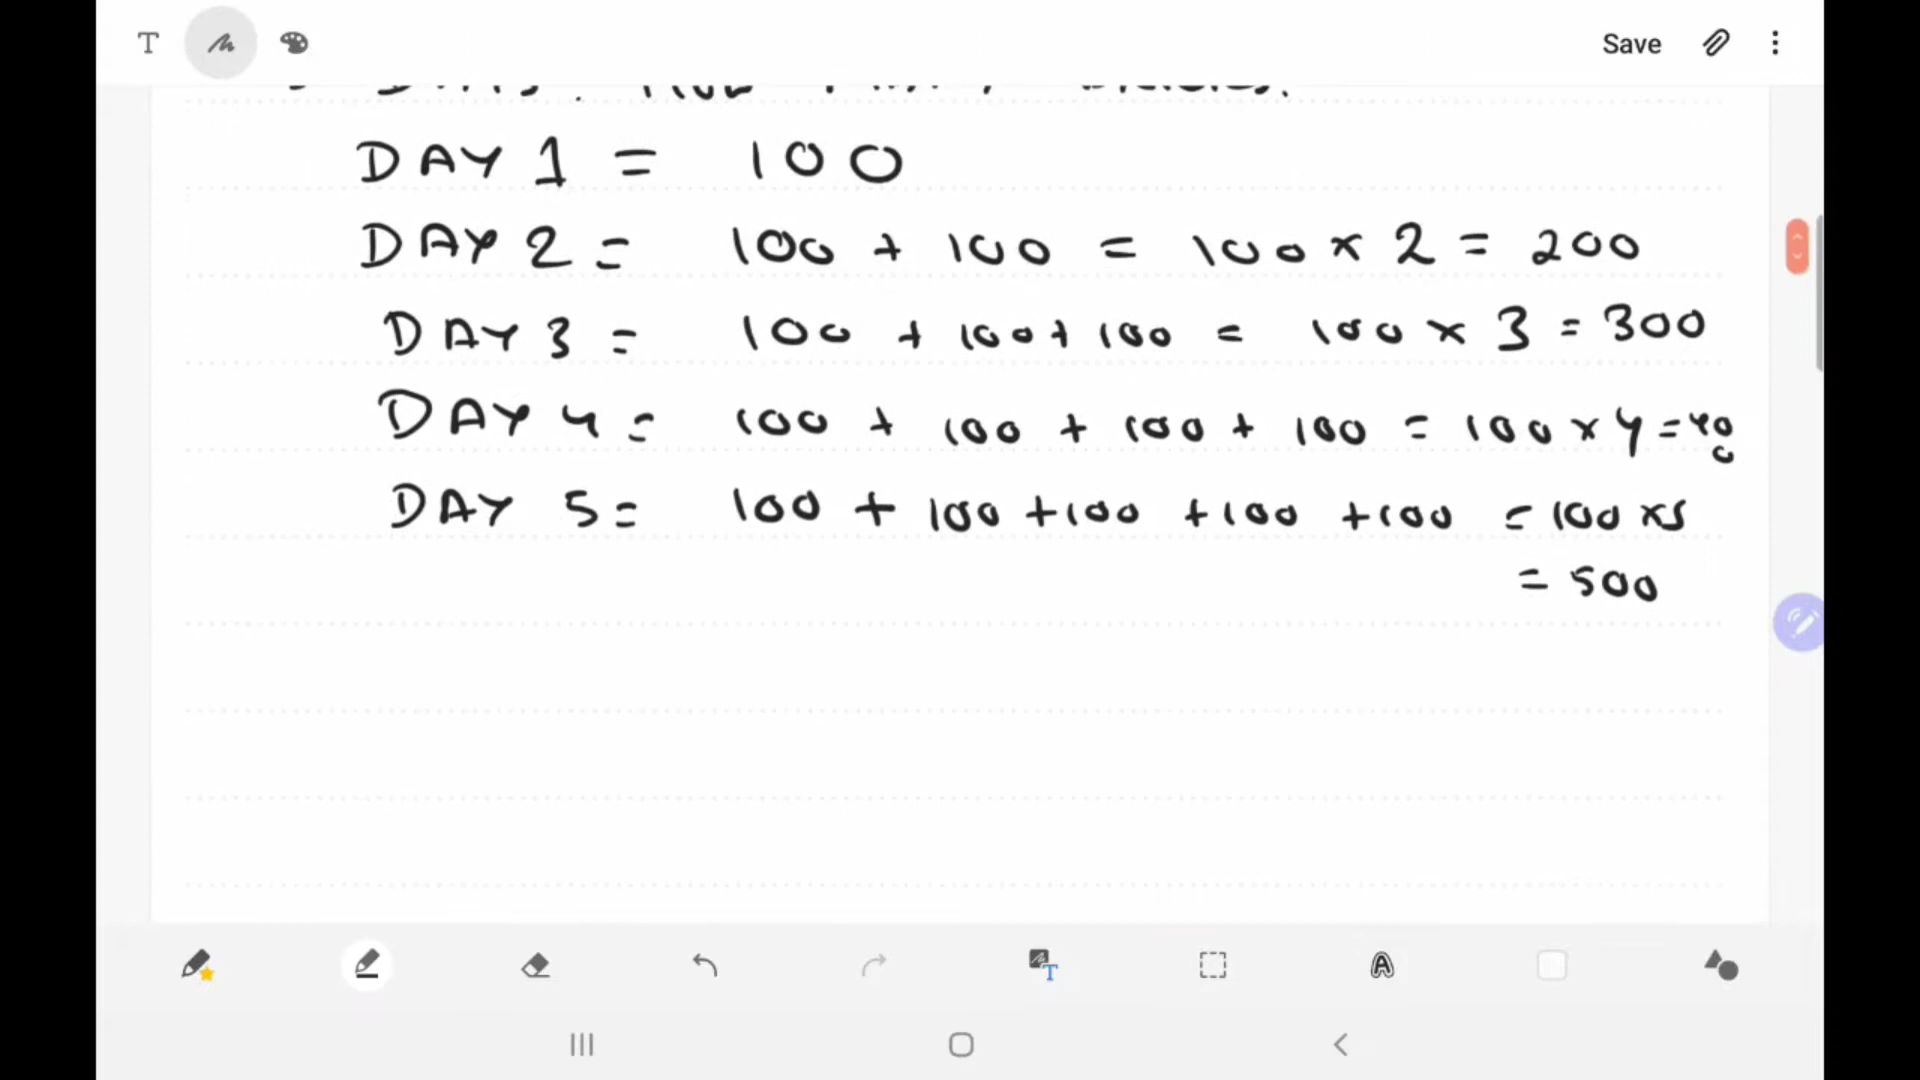 Save
DAY 1 = 100
DAY 2 = 100 + 100 = 100 x 2 = 200
DAY 3 = 100 + 100 + 100 = 100 x 3 = 300
DAY 4 = 100 + 100 + 100 + 100 = 100 x 4 = 400
DAY 5 = 100 + 100 + 100 + 100 + 100 = 100 x 5
= 500